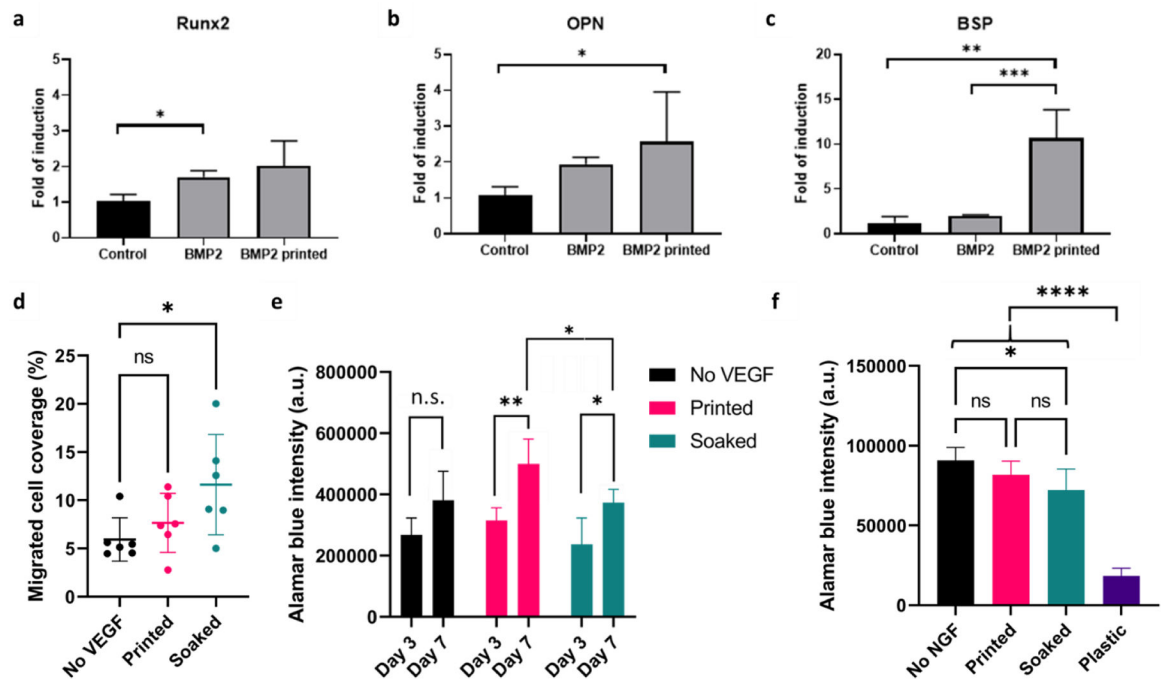 a
Runx2
Fold of induction
5
4
3
2
1
0
*
Control
BMP2
BMP2 printed
b
OPN
Fold of induction
5
4
3
2
1
0
*
Control
BMP2
BMP2 printed
c
BSP
Fold of induction
20
15
10
5
0
**
***
Control
BMP2
BMP2 printed
d
Migrated cell coverage (%)
25
20
15
10
5
0
*
ns
No VEGF
Printed
Soaked
e
Alamar blue intensity (a.u.)
800000
600000
400000
200000
0
n.s.
**
*
*
Day 3
Day 7
Day 3
Day 7
Day 3
Day 7
No VEGF
Printed
Soaked
f
Alamar blue intensity (a.u.)
150000
100000
50000
0
****
*
ns
ns
No NGF
Printed
Soaked
Plastic